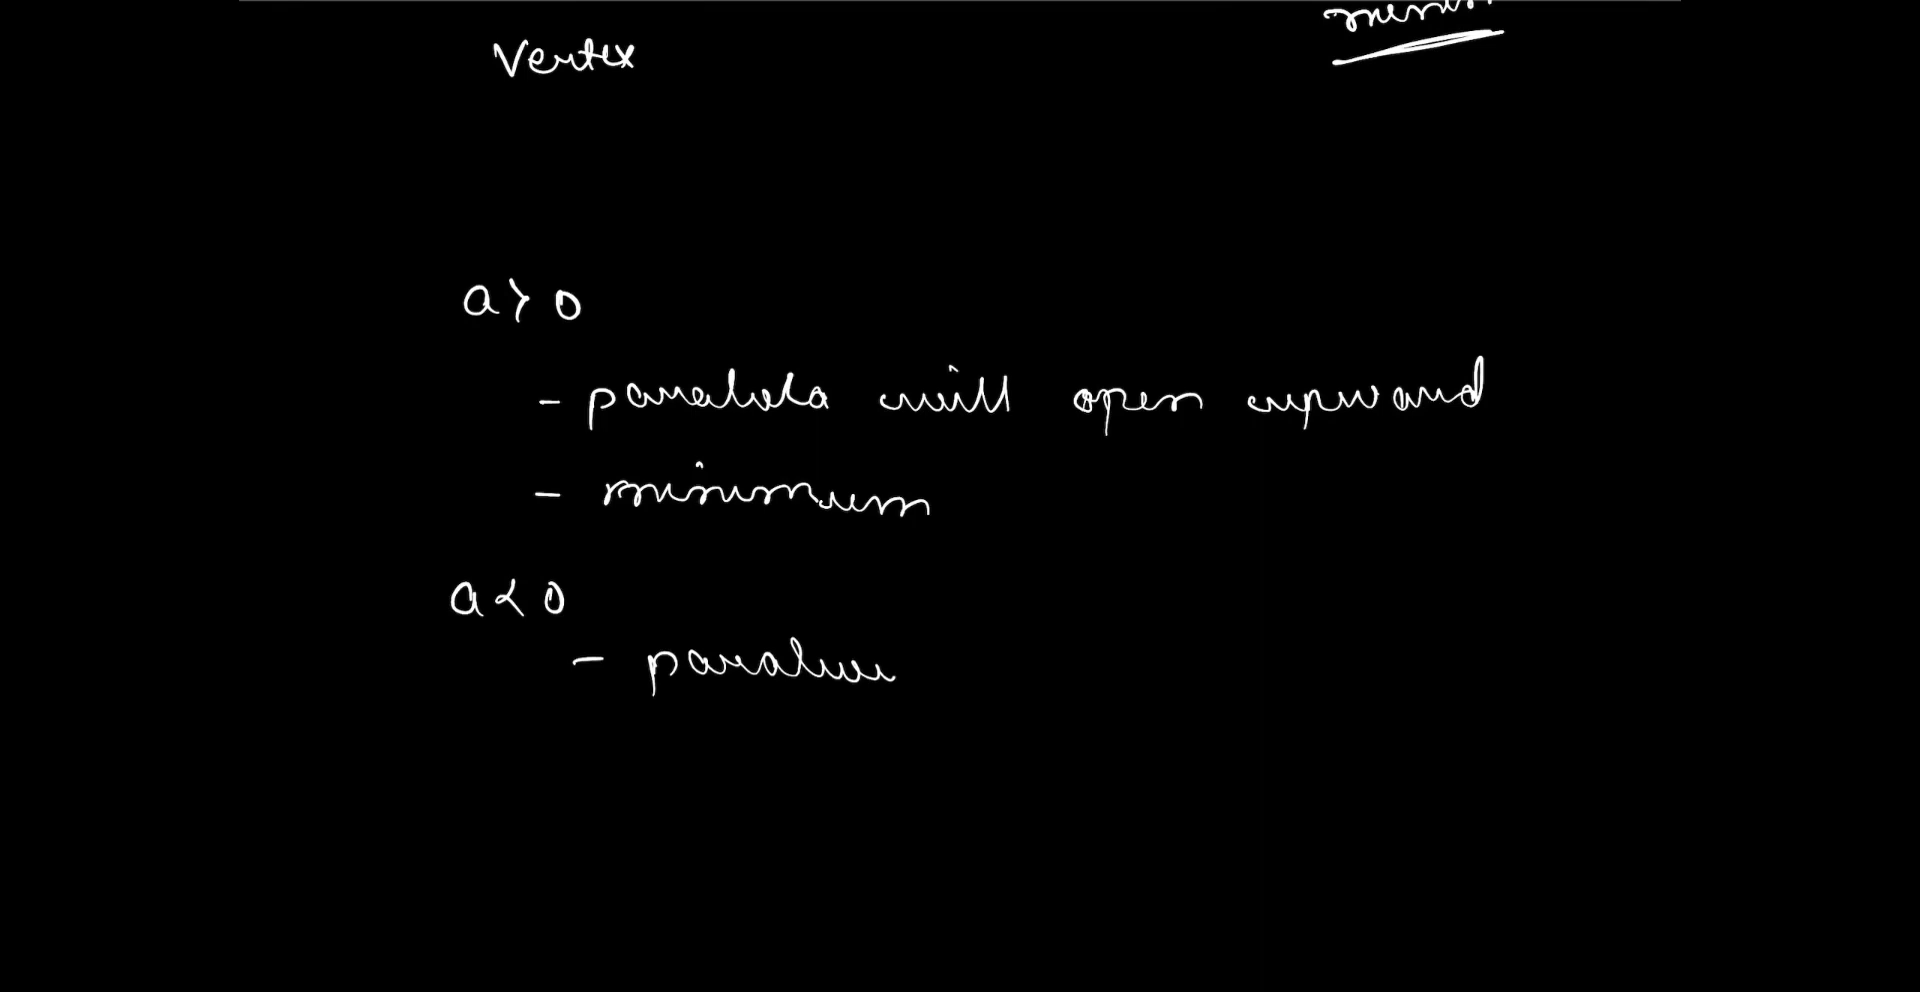 Vertex
a > 0
- parabola will open upward
- minimum
a < 0
-